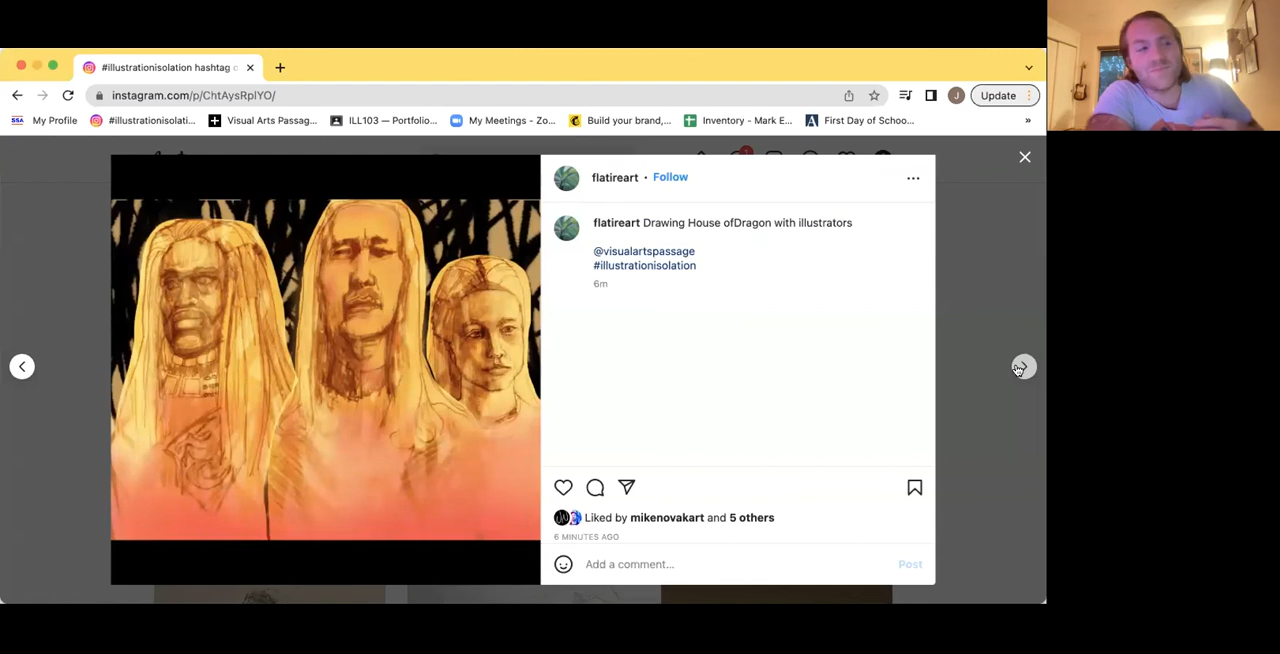 #illustrationisolation hashtag
instagram.com/p/ChtAysRplYO/
J
Update
SSA My Profile
#illustrationisolati...
Visual Arts Passag...
ILL103 — Portfolio...
My Meetings - Zo...
Build your brand,...
Inventory - Mark E...
First Day of Schoo...
»
1
flatireart • Follow
flatireart Drawing House ofDragon with illustrators
@visualartspassage
#illustrationisolation
6m
Liked by mikenovakart and 5 others
6 MINUTES AGO
Add a comment...
Post